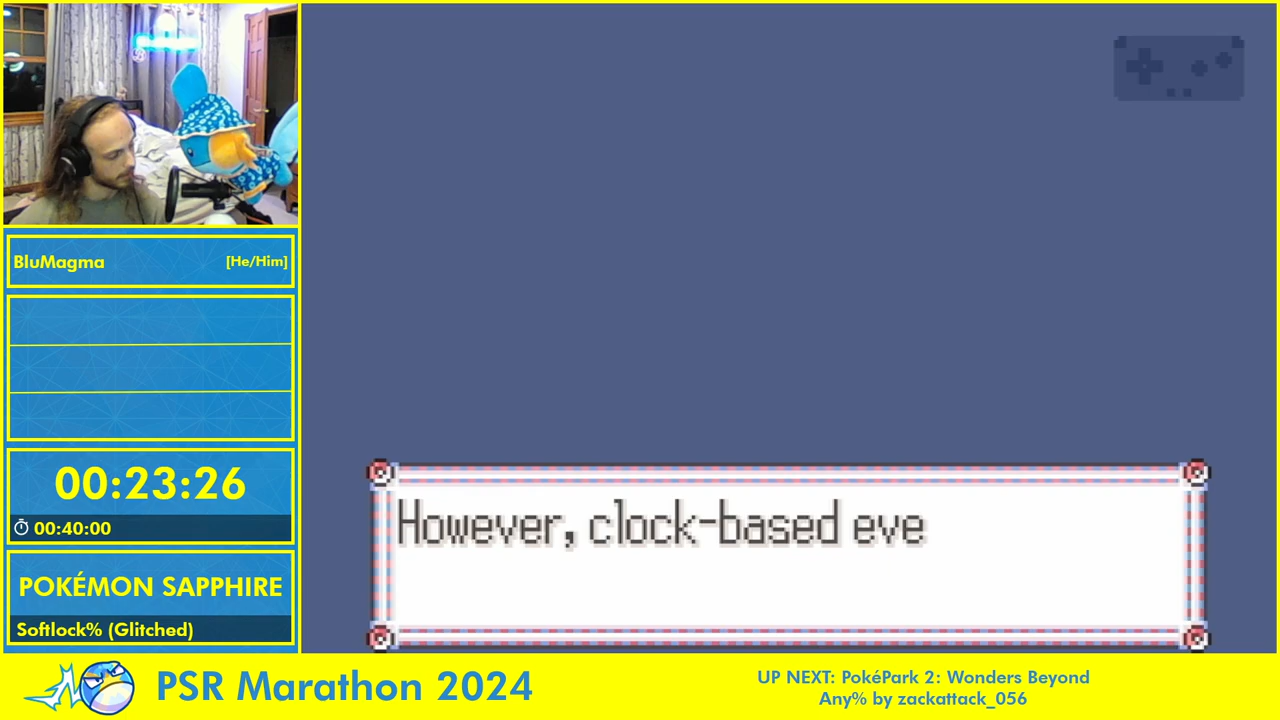 BluMagma [He/Him]
00:23:26
00:40:00
POKÉMON SAPPHIRE
Softlock% (Glitched)
However, clock-based eve
PSR Marathon 2024
UP NEXT: PokéPark 2: Wonders Beyond
Any% by zackattack_056